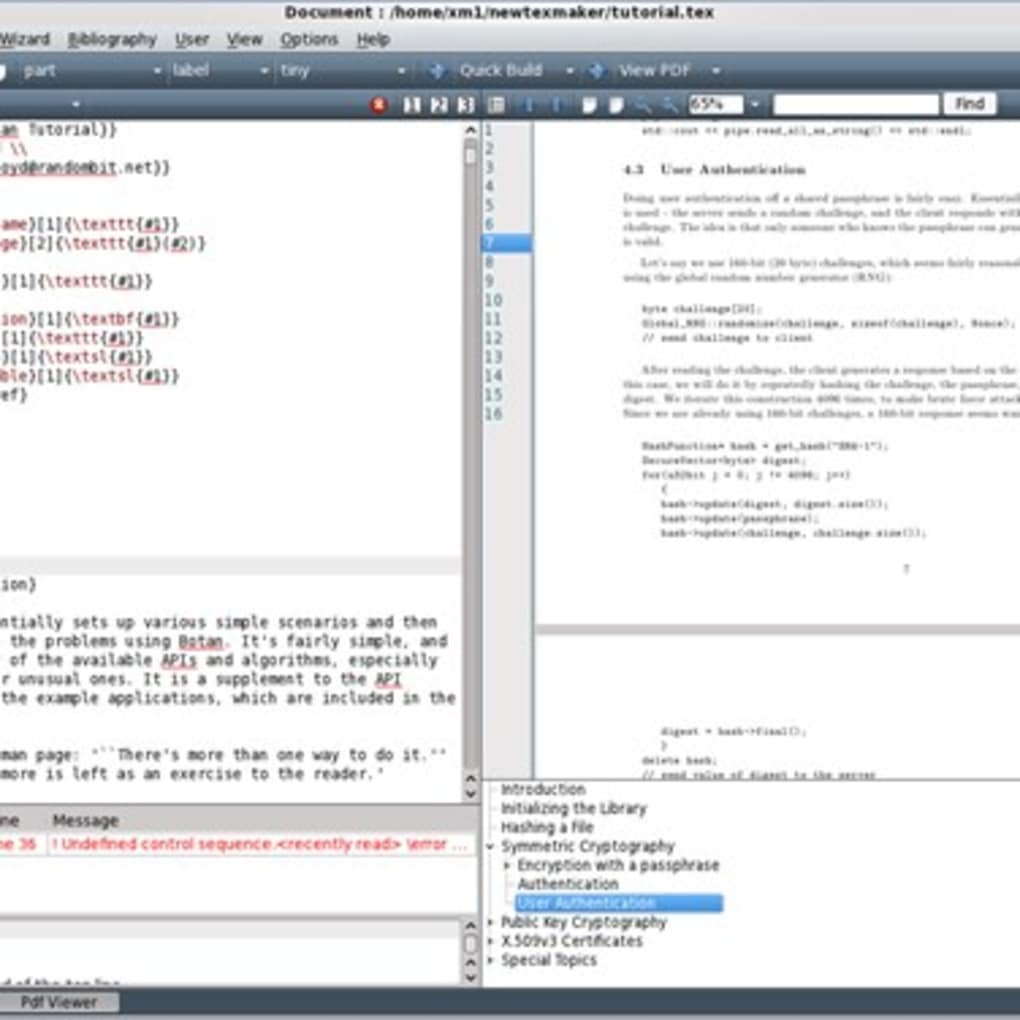 Document : /home/xm1/newtexmaker/tutorial.tex
Wizard Bibliography User View Options Help
part label tiny Quick Build View PDF
1 2 3 65% Find
an Tutorial}}
\\
oyd@randombit.net}}
ame}[1]{\texttt{#1}}
ge}[2]{\texttt{#1}(#2)}
}[1]{\texttt{#1}}
ion}[1]{\textbf{#1}}
[1]{\texttt{#1}}
}[1]{\textsl{#1}}
ble}[1]{\textsl{#1}}
ef}
ion}
ntially sets up various simple scenarios and then
the problems using Botan. It's fairly simple, and
of the available APIs and algorithms, especially
r unusual ones. It is a supplement to the API
the example applications, which are included in the
man page: '``There's more than one way to do it.''
more is left as an exercise to the reader.'
ne Message
ne 36 ! Undefined control sequence.<recently read> \error ...
d of the top line
Pdf Viewer
1
2
3
4
5
6
7
8
9
10
11
12
13
14
15
16
std::cout << pipe.read_all_as_string() << std::endl;
4.3 User Authentication
Doing user authentication off a shared passphrase is fairly easy. Essentiall
is used - the server sends a random challenge, and the client responds with
challenge. The idea is that only someone who knows the passphrase can gene
is valid.
Let's say we use 160-bit (20 byte) challenges, which seems fairly reasonal
using the global random number generator (RNG):
byte challenge[20];
Global_RNG::randomize(challenge, sizeof(challenge), Nonce);
// send challenge to client
After reading the challenge, the client generates a response based on the
this case, we will do it by repeatedly hashing the challenge, the passphrase,
digest. We iterate this construction 4096 times, to make brute force attack
Since we are already using 160-bit challenges, a 160-bit response seems war
HashFunction* hash = get_hash("SHA-1");
SecureVector<byte> digest;
for(u32bit j = 0; j != 4096; j++)
{
hash->update(digest, digest.size());
hash->update(passphrase);
hash->update(challenge, challenge.size());
7
digest = hash->final();
}
delete hash;
// send value of digest to the server
Introduction
Initializing the Library
Hashing a file
Symmetric Cryptography
Encryption with a passphrase
Authentication
User Authentication
Public Key Cryptography
X.509v3 Certificates
Special Topics